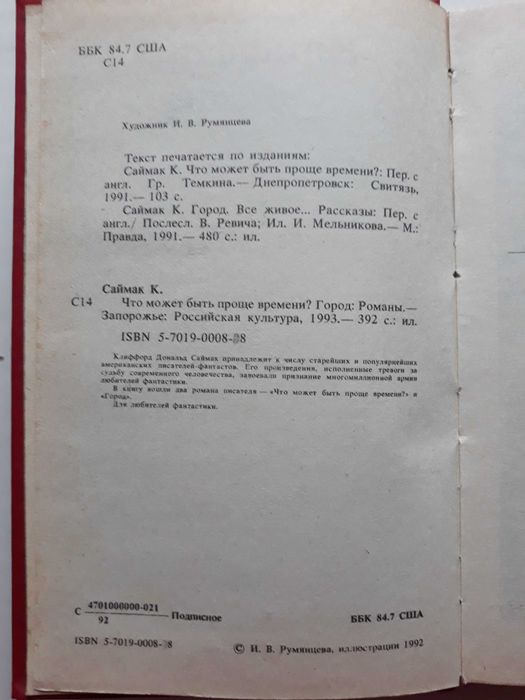 ББК 84.7 США
С14
Художник И. В. Румянцева
Текст печатается по изданиям:
Саймак К. Что может быть проще времени?: Пер. с
англ. Гр. Темкина.— Днепропетровск: Свитязь,
1991.— 103 с.
Саймак К. Город. Все живое... Рассказы: Пер. с
англ./ Послесл. В. Ревича; Ил. И. Мельникова.— М.:
Правда, 1991.— 480 с.: ил.
Саймак К.
С14 Что может быть проще времени? Город: Романы.—
Запорожье: Российская культура, 1993.— 392 с.: ил.
ISBN 5-7019-0008-8
Клиффорд Дональд Саймак принадлежит к числу старейших и популярнейших
американских писателей-фантастов. Его произведения, исполненные тревоги за
судьбу современного человечества, завоевали признание многомиллионной армии
любителей фантастики.
В книгу вошли два романа писателя — «Что может быть проще времени?» и
«Город».
Для любителей фантастики.
С 4701000000-021 Подписное ББК 84.7 США
92
ISBN 5-7019-0008-8 © И. В. Румянцева, иллюстрации 1992